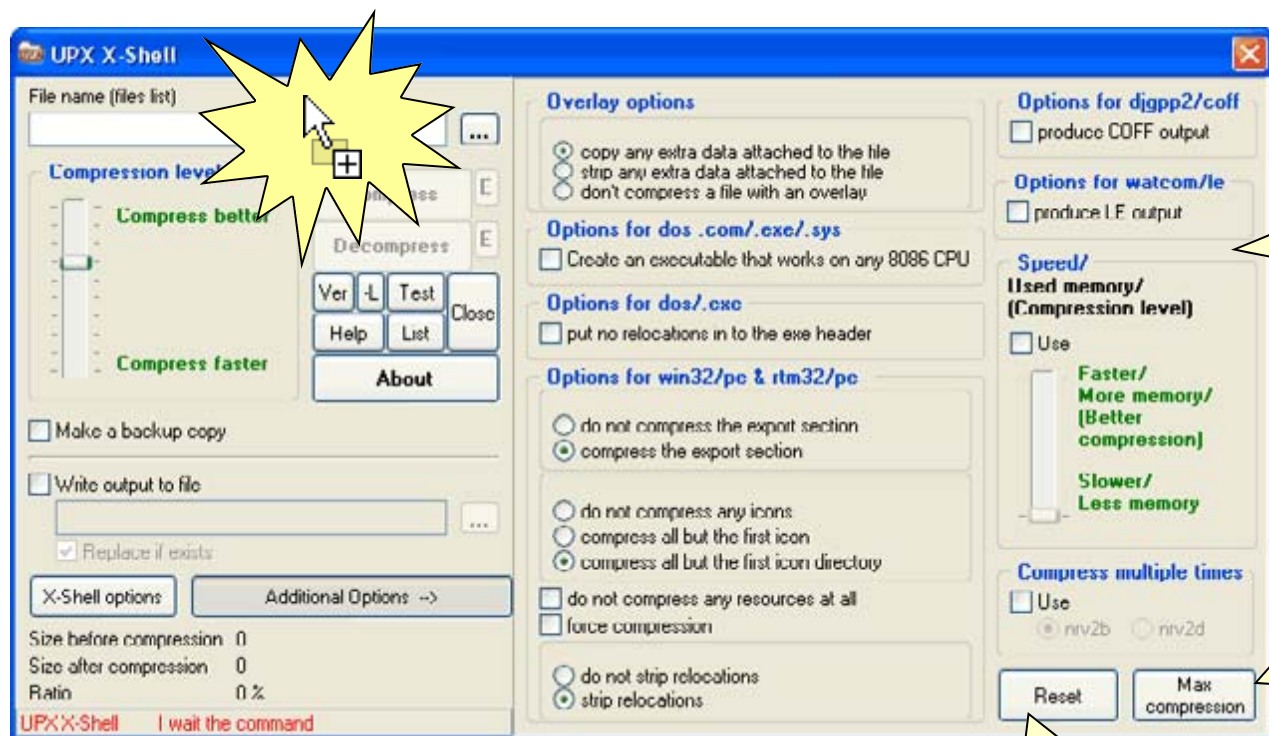 UPX X-Shell
File name (files list)
...
Compression level
Compress better
Compress faster
E
Decompress
E
Ver
-L
Test
Close
Help
List
About
Make a backup copy
Write output to file
...
Replace if exists
X-Shell options
Additional Options -->
Size before compression 0
Size after compression 0
Ratio 0 %
UPX X-Shell I wait the command
Overlay options
copy any extra data attached to the file
strip any extra data attached to the file
don't compress a file with an overlay
Options for dos .com/.exe/.sys
Create an executable that works on any 8086 CPU
Options for dos/.exe
put no relocations in to the exe header
Options for win32/pe & rtm32/pe
do not compress the export section
compress the export section
do not compress any icons
compress all but the first icon
compress all but the first icon directory
do not compress any resources at all
force compression
do not strip relocations
strip relocations
Options for djgpp2/coff
produce COFF output
Options for watcom/le
produce LE output
Speed/
Used memory/
(Compression level)
Use
Faster/
More memory/
(Better
compression)
Slower/
Less memory
Compress multiple times
Use
nrv2b
nrv2d
Reset
Max
compression